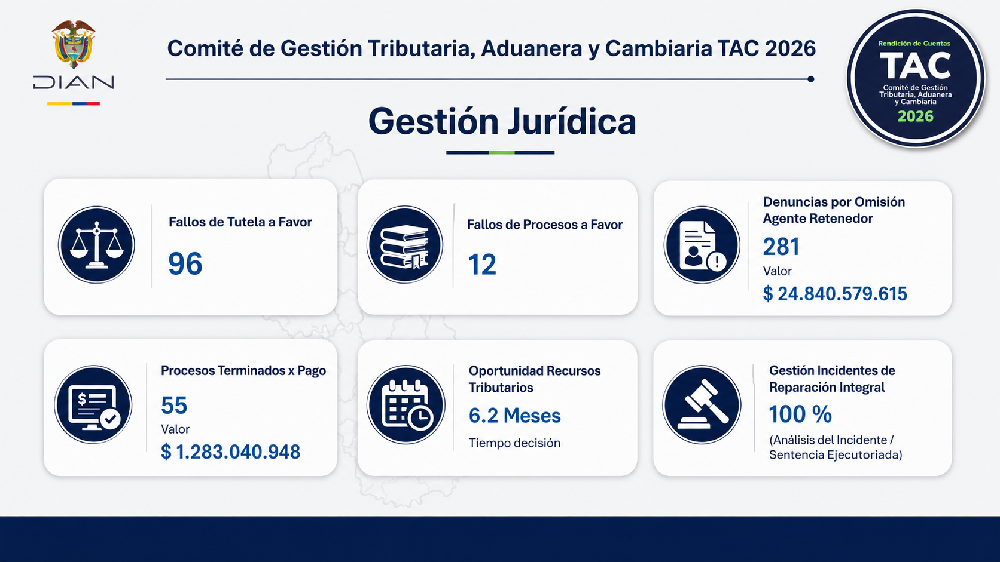 DIAN
Comité de Gestión Tributaria, Aduanera y Cambiaria TAC 2026
Rendición de Cuentas
TAC
Comité de Gestión
Tributaria, Aduanera
y Cambiaria
2026
Gestión Jurídica
Fallos de Tutela a Favor
96
Fallos de Procesos a Favor
12
Denuncias por Omisión
Agente Retenedor
281
Valor
$ 24.840.579.615
Procesos Terminados x Pago
55
Valor
$ 1.283.040.948
Oportunidad Recursos
Tributarios
6.2 Meses
Tiempo decisión
Gestión Incidentes de
Reparación Integral
100 %
(Análisis del Incidente /
Sentencia Ejecutoriada)